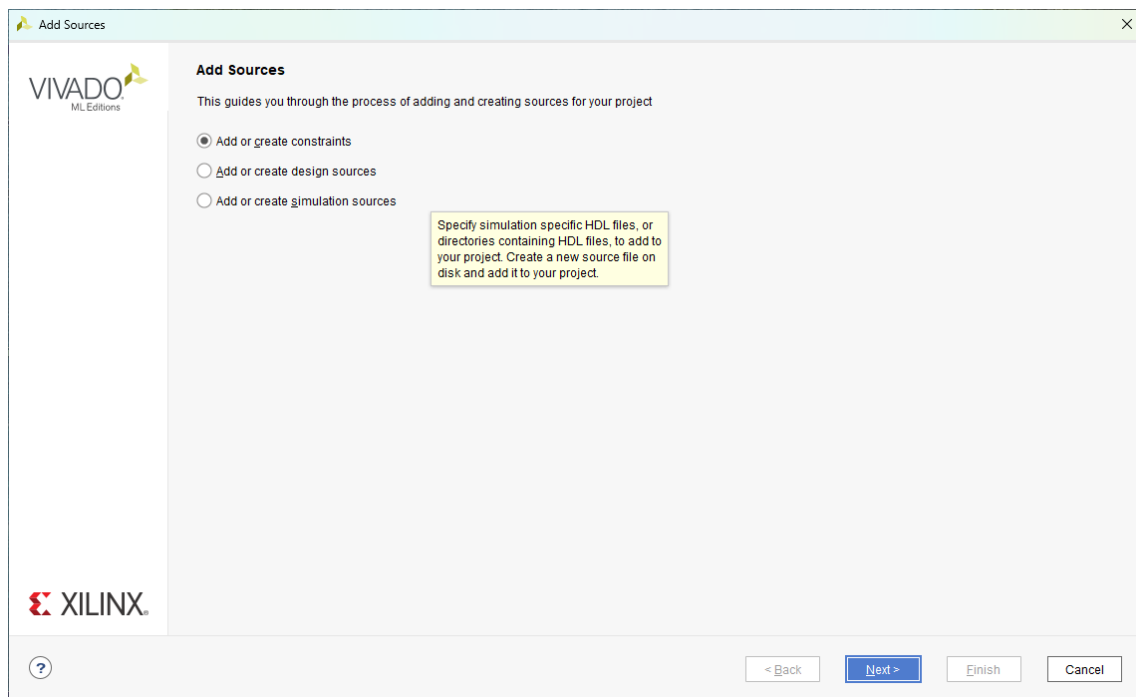 Add Sources
VIVADO.
ML Editions
Add Sources
This guides you through the process of adding and creating sources for your project
Add or create constraints
Add or create design sources
Add or create simulation sources
Specify simulation specific HDL files, or
directories containing HDL files, to add to
your project. Create a new source file on
disk and add it to your project.
XILINX.
?
< Back
Next >
Finish
Cancel